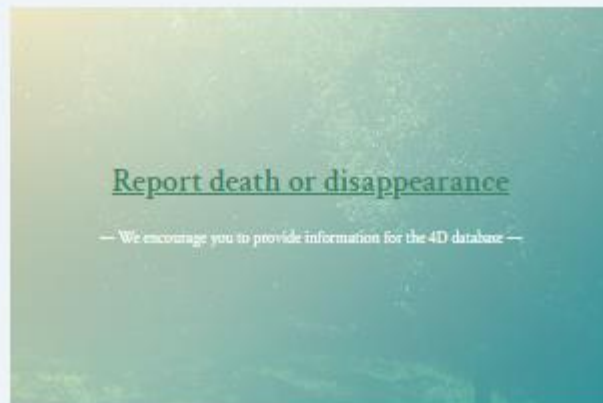 Report death or disappearance
— We encourage you to provide information for the 4D database —